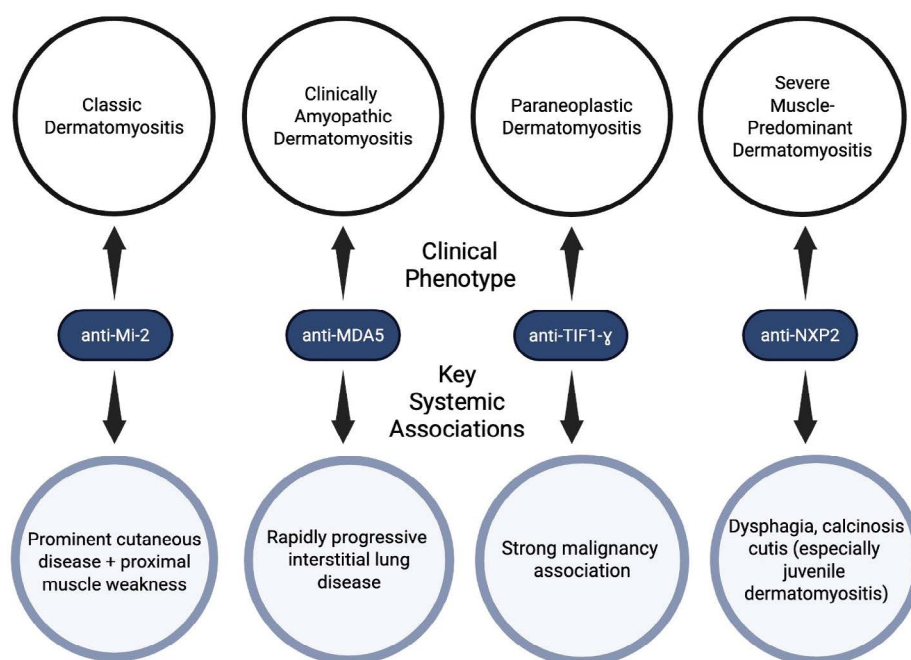 Classic
Dermatomyositis
Clinically
Amyopathic
Dermatomyositis
Paraneoplastic
Dermatomyositis
Severe
Muscle-
Predominant
Dermatomyositis
Clinical
Phenotype
anti-Mi-2
anti-MDA5
anti-TIF1-ɣ
anti-NXP2
Key
Systemic
Associations
Prominent cutaneous
disease + proximal
muscle weakness
Rapidly progressive
interstitial lung
disease
Strong malignancy
association
Dysphagia, calcinosis
cutis (especially
juvenile
dermatomyositis)